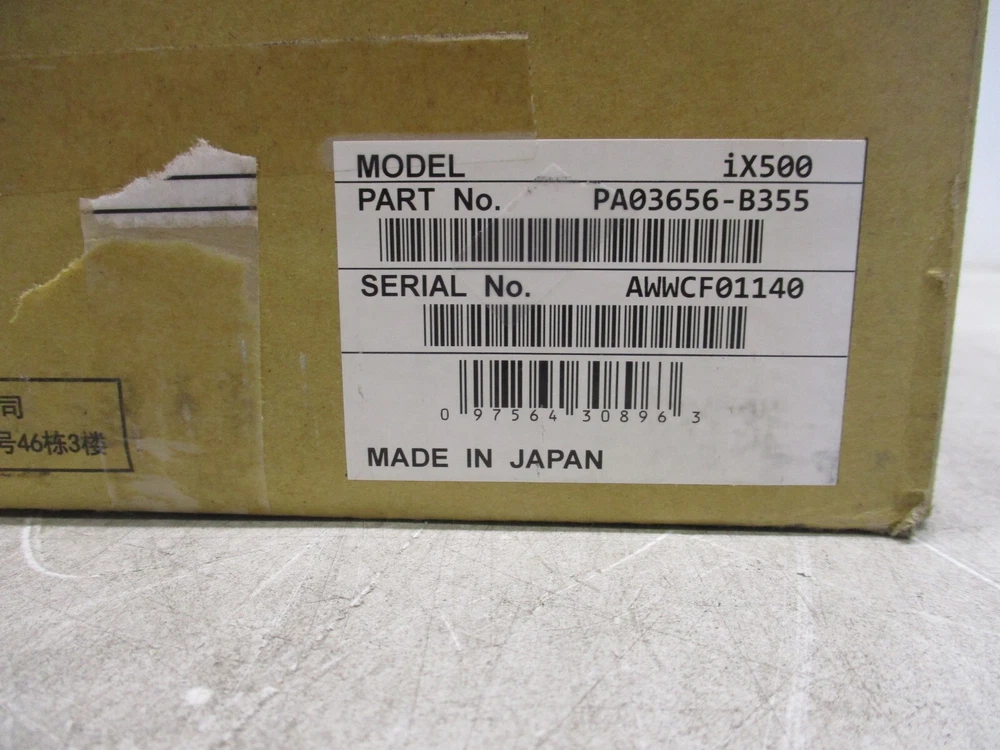 MODEL iX500
PART No. PA03656-B355
SERIAL No. AWWCF01140
0 97564 30896 3
MADE IN JAPAN
司
号46栋3楼